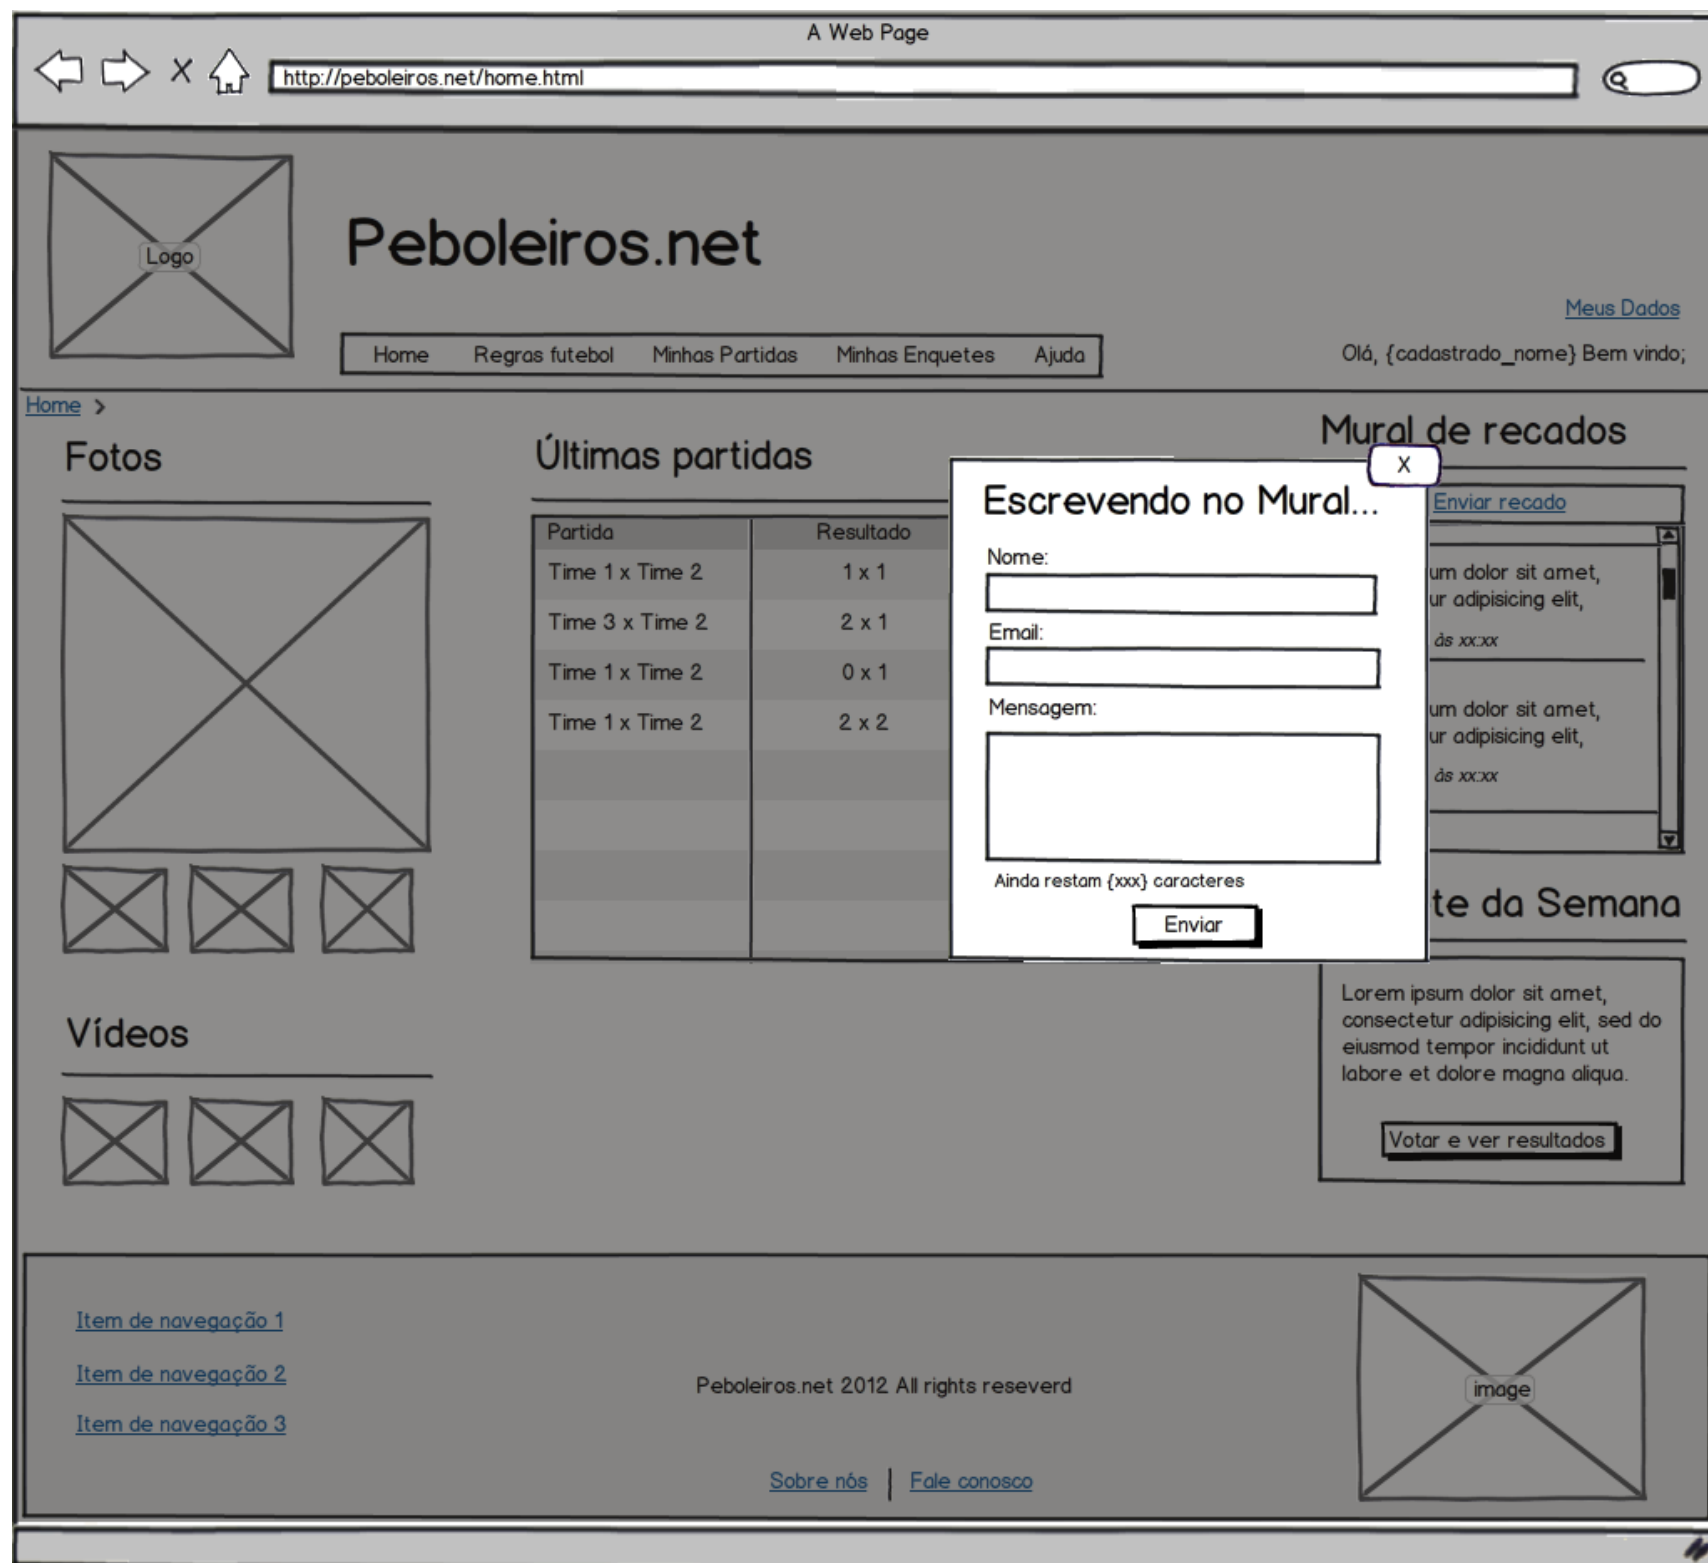 A Web Page
http://peboleiros.net/home.html
Logo
Peboleiros.net
Meus Dados
Home Regras futebol Minhas Partidas Minhas Enquetes Ajuda
Olá, {cadastrado_nome} Bem vindo;
Home >
Fotos
Últimas partidas
Partida Resultado
Time 1 x Time 2 1 x 1
Time 3 x Time 2 2 x 1
Time 1 x Time 2 0 x 1
Time 1 x Time 2 2 x 2
X
Escrevendo no Mural...
Nome:
Email:
Mensagem:
Ainda restam {xxx} caracteres
Enviar
Mural de recados
Enviar recado
um dolor sit amet,
ur adipisicing elit,
às xx:xx
um dolor sit amet,
ur adipisicing elit,
às xx:xx
te da Semana
Lorem ipsum dolor sit amet,
consectetur adipisicing elit, sed do
eiusmod tempor incididunt ut
labore et dolore magna aliqua.
Votar e ver resultados
Vídeos
Item de navegação 1
Item de navegação 2
Item de navegação 3
Peboleiros.net 2012 All rights reseverd
Sobre nós | Fale conosco
image